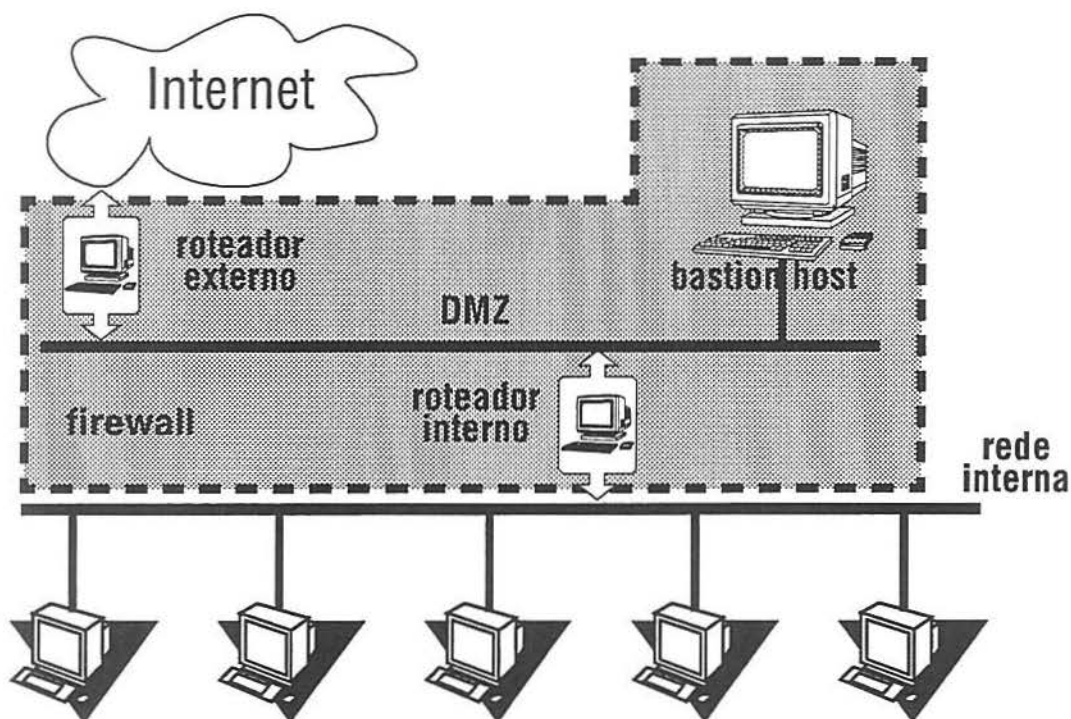 Internet
roteador
externo
bastion host
DMZ
roteador
interno
firewall
rede
interna